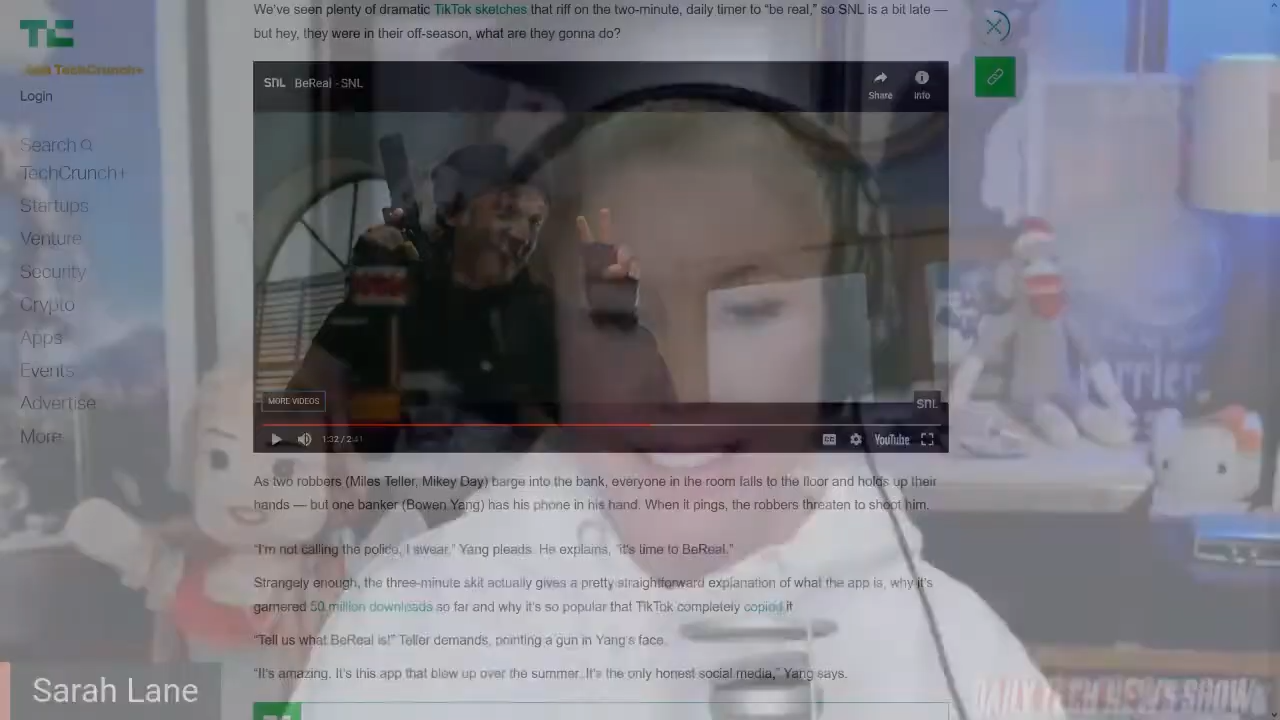 We've seen plenty of dramatic TikTok sketches that riff on the two-minute, daily timer to "be real," so SNL is a bit late —
but hey, they were in their off-season, what are they gonna do?
TC
Join TechCrunch+
Login
Search
TechCrunch+
Startups
Venture
Security
Crypto
Apps
Events
Advertise
More
SNL BeReal - SNL
Share
Info
MORE VIDEOS
SNL
1:32 / 2:41
CC
YouTube
As two robbers (Miles Teller, Mikey Day) barge into the bank, everyone in the room falls to the floor and holds up their
hands — but one banker (Bowen Yang) has his phone in his hand. When it pings, the robbers threaten to shoot him.
"I'm not calling the police, I swear," Yang pleads. He explains, "it's time to BeReal."
Strangely enough, the three-minute skit actually gives a pretty straightforward explanation of what the app is, why it's
garnered 50 million downloads so far and why it's so popular that TikTok completely copied it
"Tell us what BeReal is!" Teller demands, pointing a gun in Yang's face.
"It's amazing. It's this app that blew up over the summer. It's the only honest social media," Yang says.
Sarah Lane
DAILY TECH NEWS SHOW